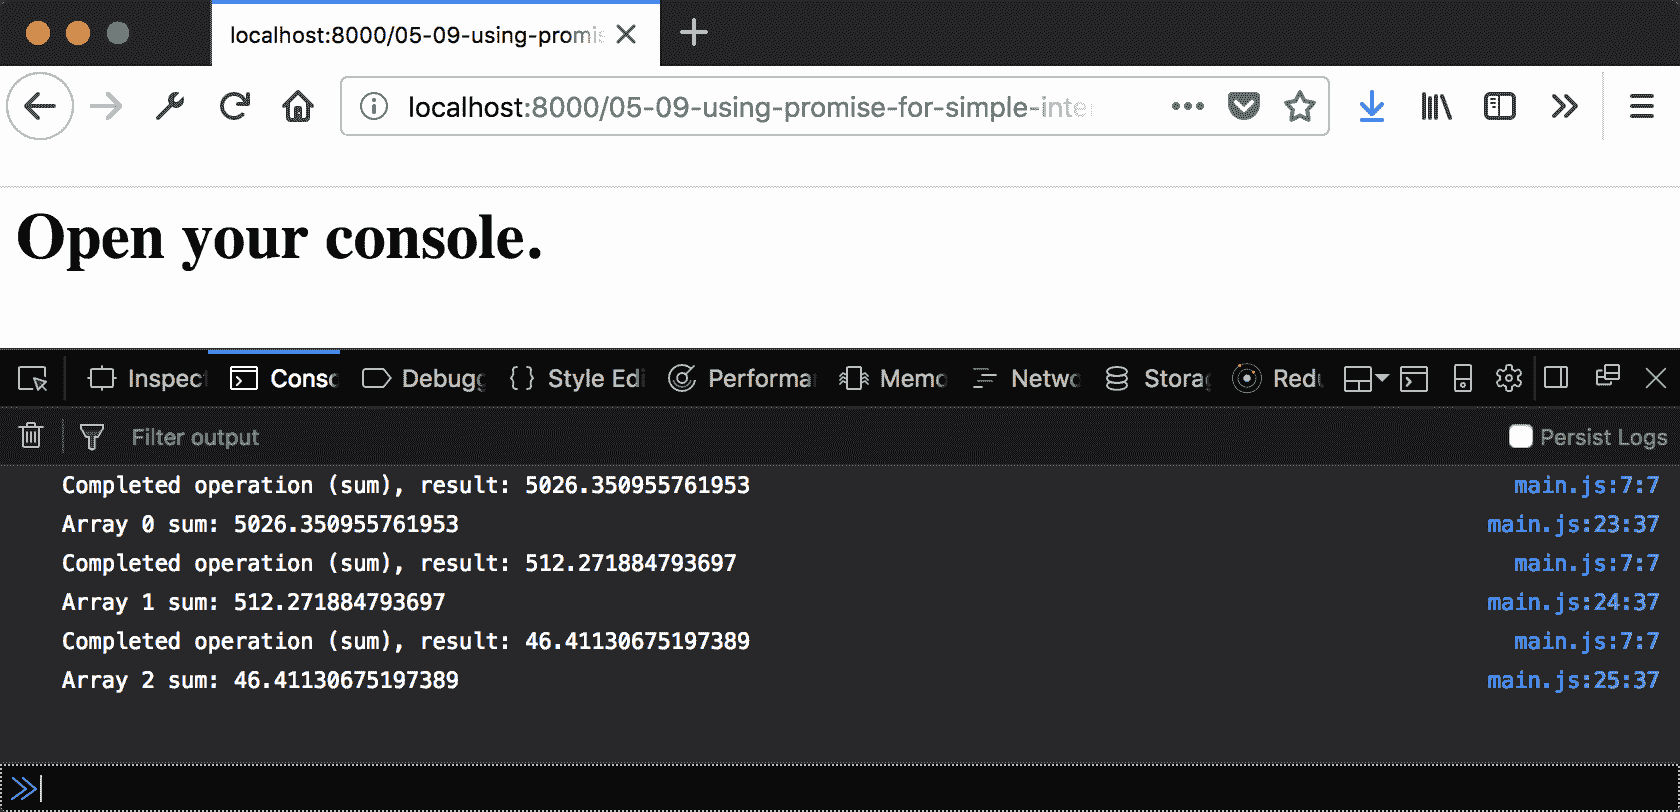 localhost:8000/05-09-using-promis
localhost:8000/05-09-using-promise-for-simple-inte
Open your console.
Inspec Conso Debugg { } Style Edi Performa Memo Netwo Storag Redu
Filter output Persist Logs
Completed operation (sum), result: 5026.350955761953 main.js:7:7
Array 0 sum: 5026.350955761953 main.js:23:37
Completed operation (sum), result: 512.271884793697 main.js:7:7
Array 1 sum: 512.271884793697 main.js:24:37
Completed operation (sum), result: 46.41130675197389 main.js:7:7
Array 2 sum: 46.41130675197389 main.js:25:37